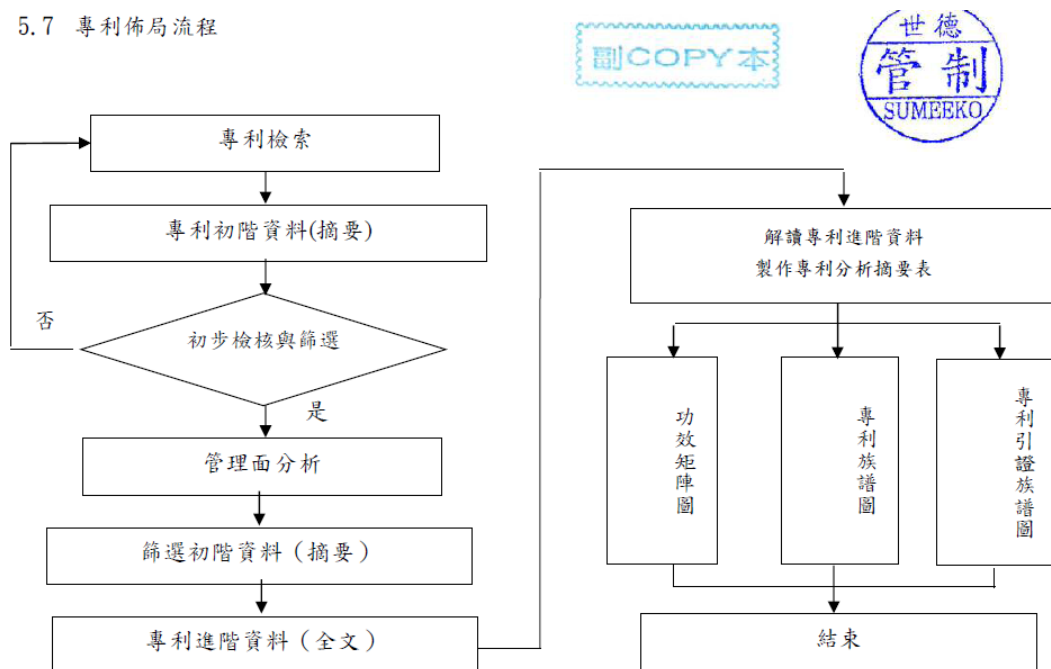 5.7 專利佈局流程
副COPY本
世德
管制
SUMEEKO
專利檢索
專利初階資料(摘要)
否
初步檢核與篩選
是
管理面分析
篩選初階資料（摘要）
專利進階資料（全文）
解讀專利進階資料
製作專利分析摘要表
功效矩陣圖
專利族譜圖
專利引證族譜圖
結束